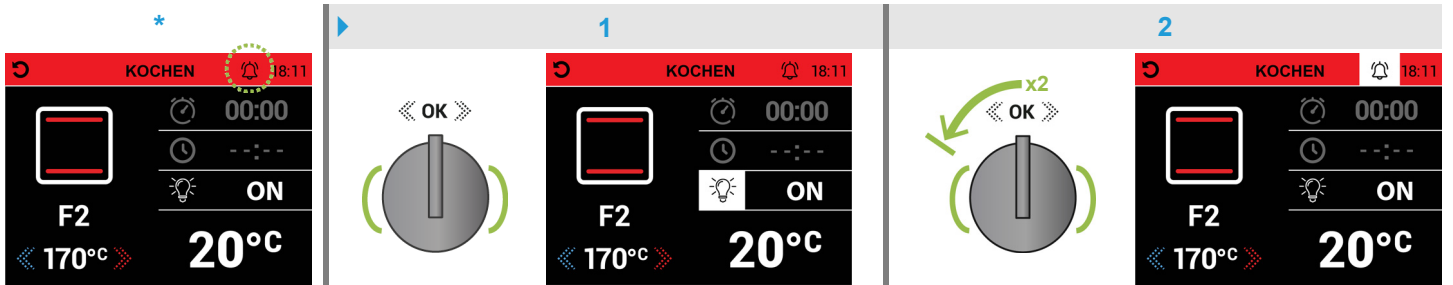 *
KOCHEN 18:11
00:00
--:--
ON
F2
170°C
20°C
1
OK
KOCHEN 18:11
00:00
--:--
ON
F2
170°C
20°C
2
x2
OK
KOCHEN 18:11
00:00
--:--
ON
F2
170°C
20°C